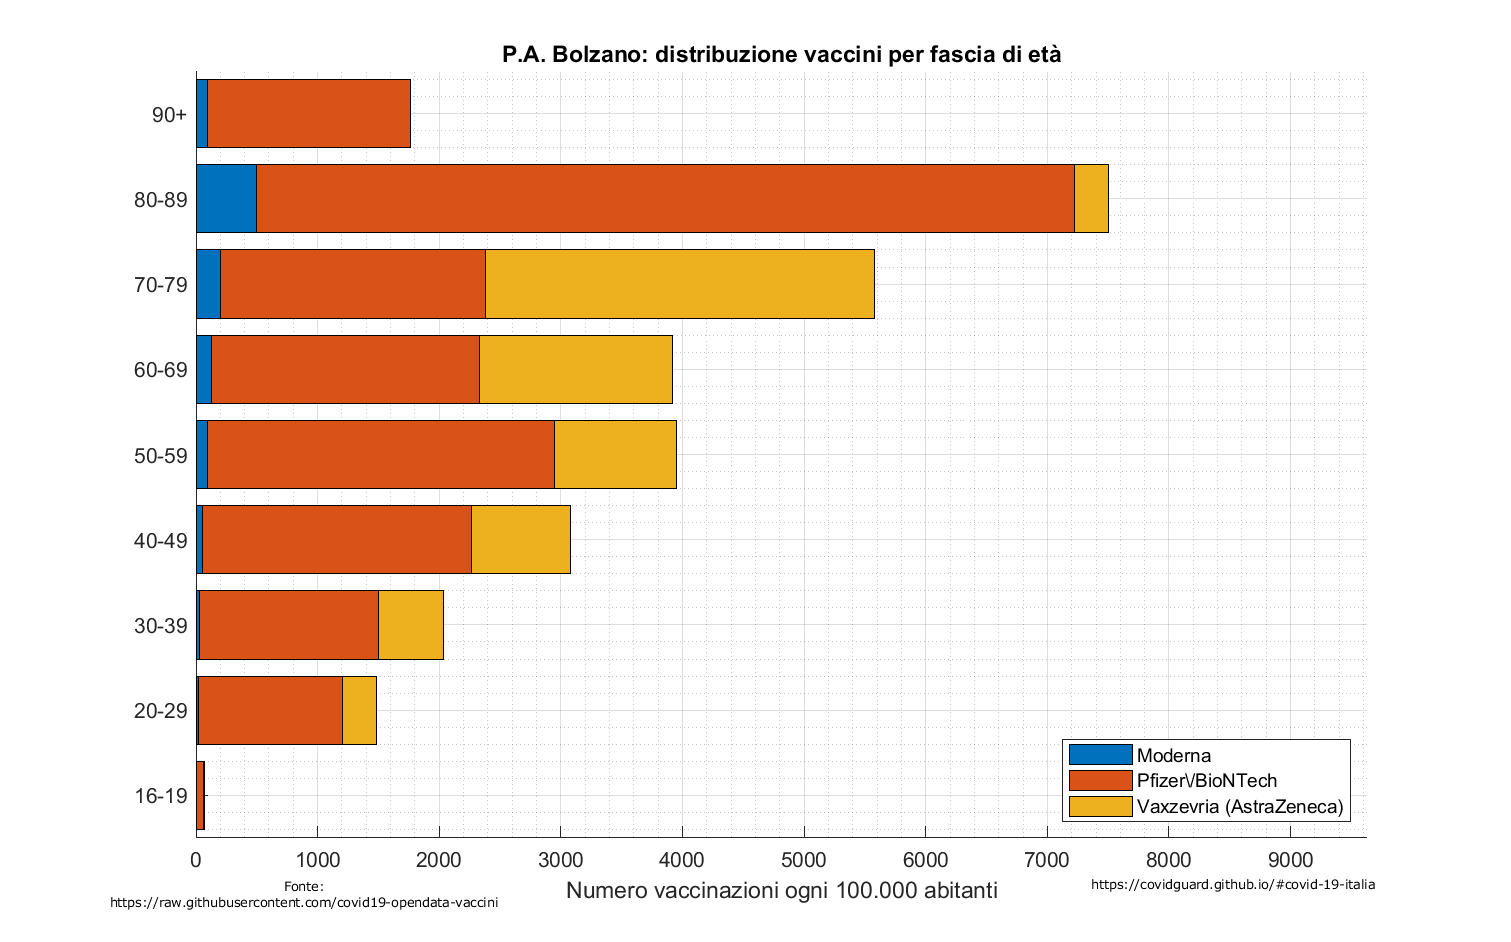 P.A. Bolzano: distribuzione vaccini per fascia di età
90+
80-89
70-79
60-69
50-59
40-49
30-39
20-29
16-19
Moderna
Pfizer\/BioNTech
Vaxzevria (AstraZeneca)
0 1000 2000 3000 4000 5000 6000 7000 8000 9000
Numero vaccinazioni ogni 100.000 abitanti
Fonte:
https://raw.githubusercontent.com/covid19-opendata-vaccini
https://covidguard.github.io/#covid-19-italia